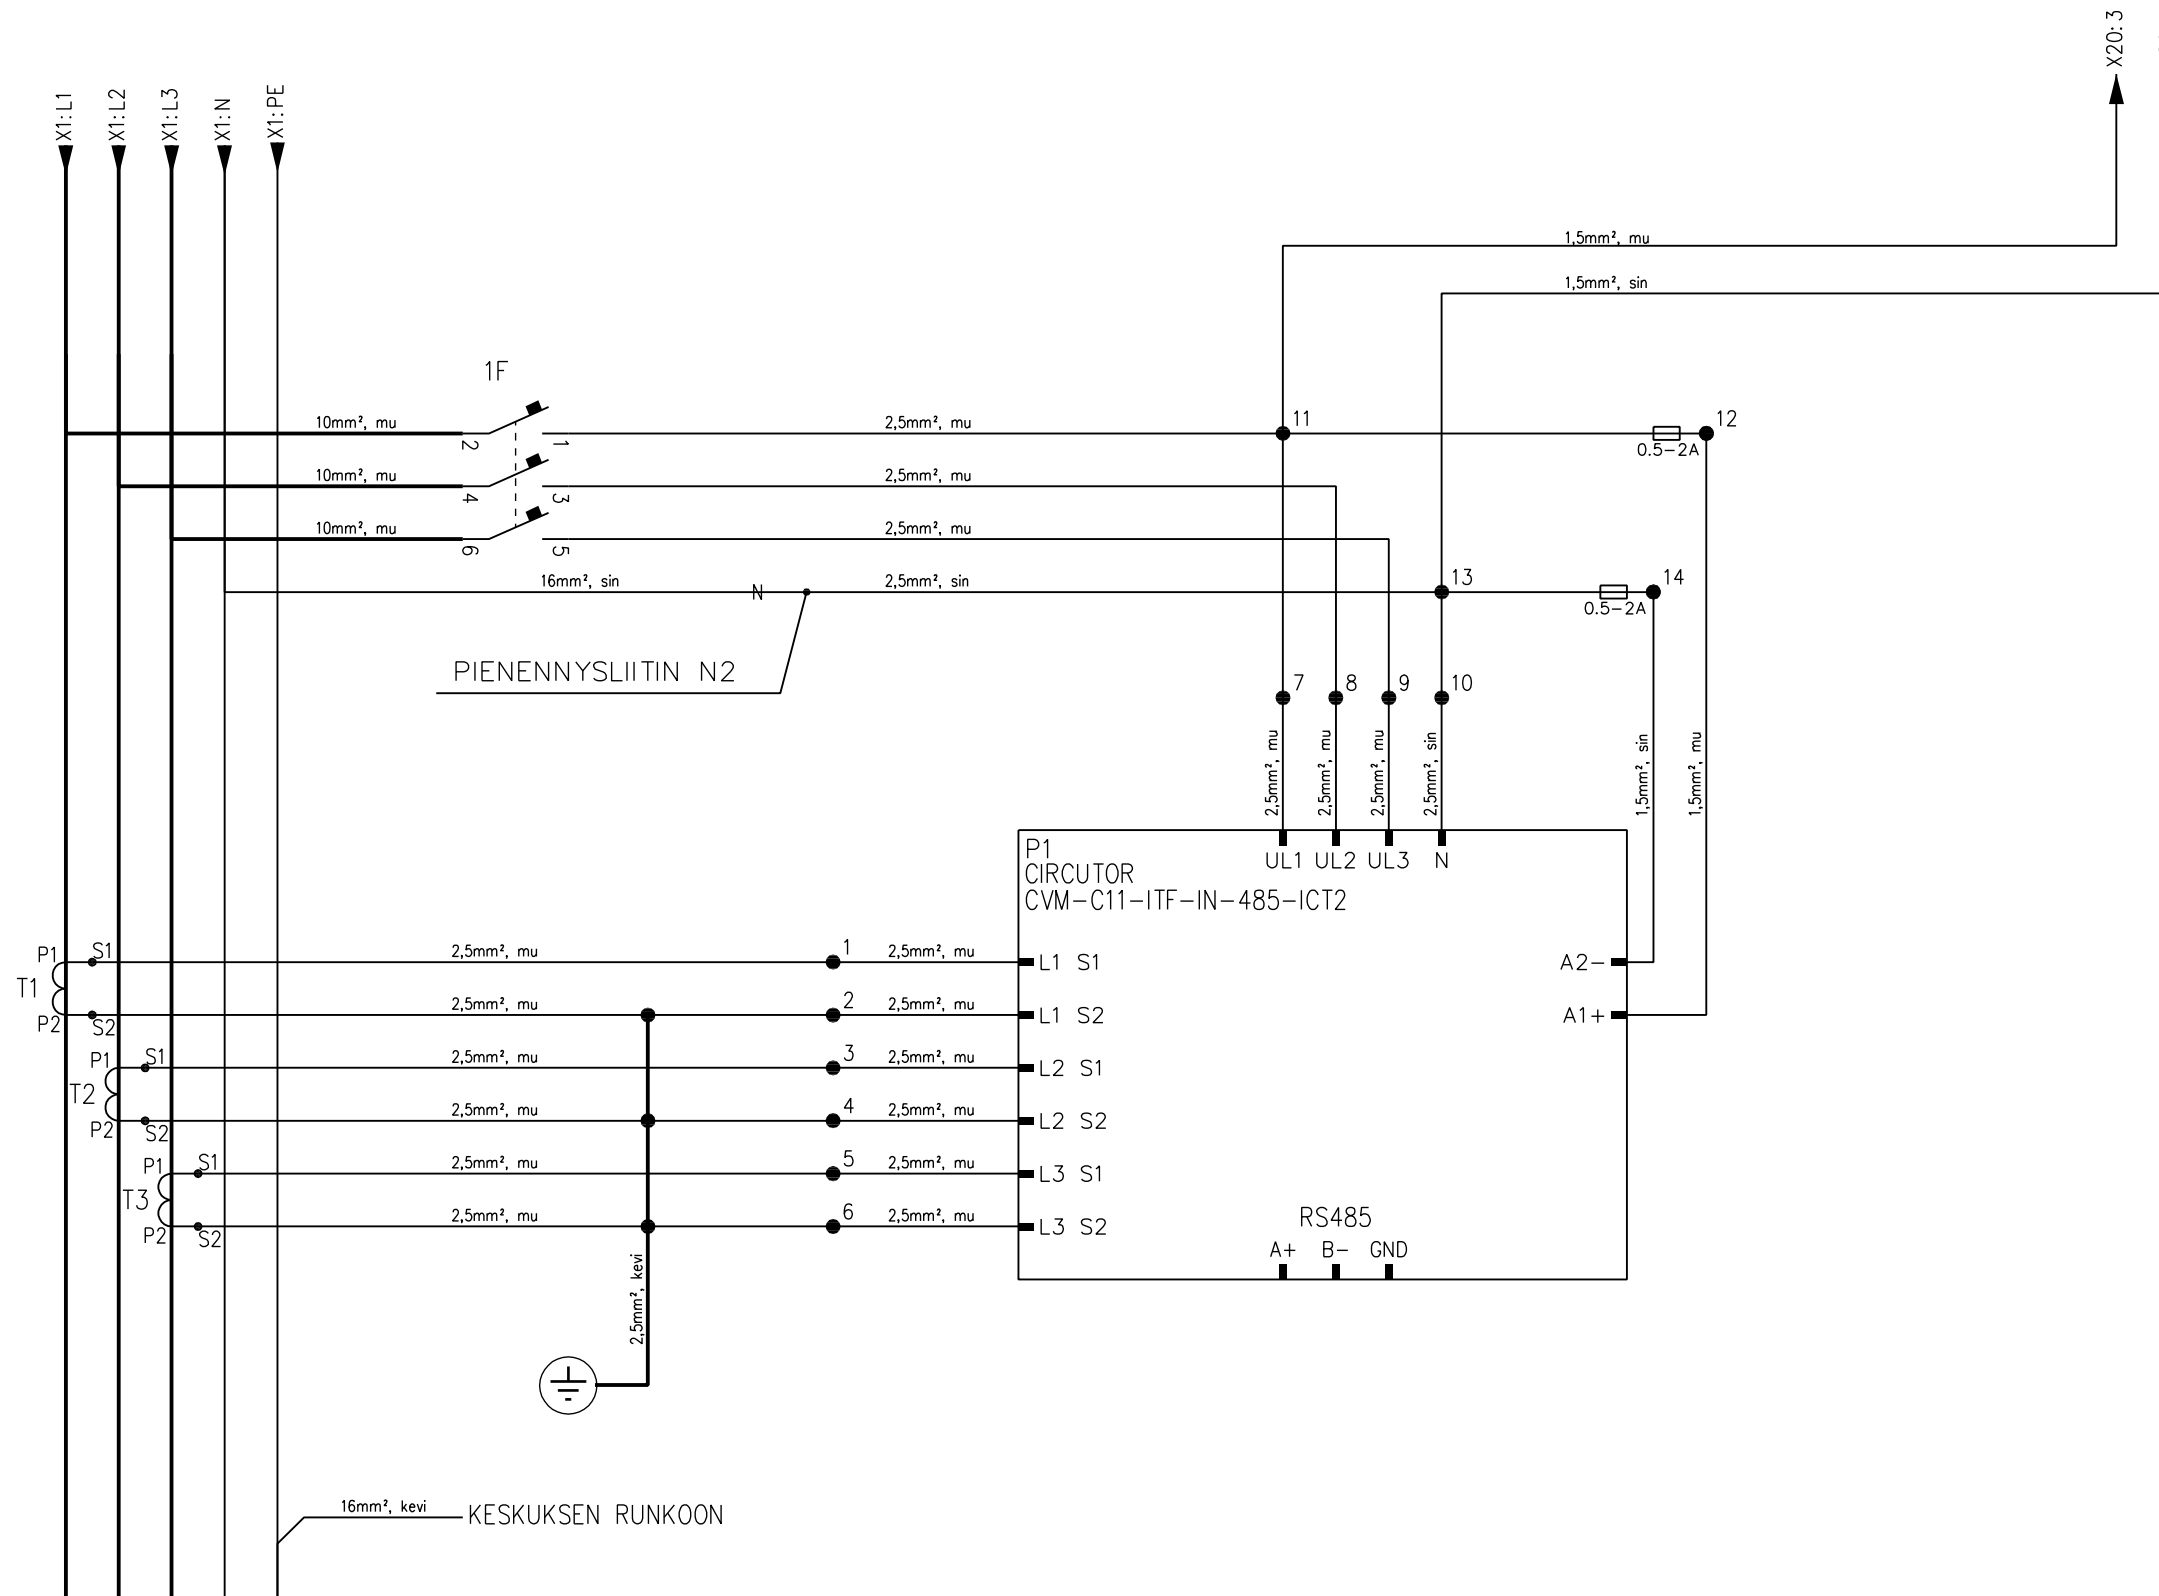 X20:3
X1:L1
X1:L2
X1:L3
X1:N
X1:PE
1,5mm², mu
1,5mm², sin
1F
10mm², mu
2
1
2,5mm², mu
11
12
0.5-2A
10mm², mu
4
3
2,5mm², mu
10mm², mu
6
5
2,5mm², mu
16mm², sin
N
2,5mm², sin
13
14
0.5-2A
PIENENNYSLIITIN N2
7
8
9
10
2,5mm², mu
2,5mm², mu
2,5mm², mu
2,5mm², sin
1,5mm², sin
1,5mm², mu
P1
CIRCUTOR
CVM-C11-ITF-IN-485-ICT2
UL1 UL2 UL3 N
P1
S1
T1
P2
S2
2,5mm², mu
1
2,5mm², mu
L1 S1
A2-
2,5mm², mu
2
2,5mm², mu
L1 S2
A1+
P1
S1
T2
P2
S2
2,5mm², mu
3
2,5mm², mu
L2 S1
2,5mm², mu
4
2,5mm², mu
L2 S2
P1
S1
T3
P2
S2
2,5mm², mu
5
2,5mm², mu
L3 S1
2,5mm², mu
6
2,5mm², mu
L3 S2
RS485
A+ B- GND
2,5mm², kevi
16mm², kevi
KESKUKSEN RUNKOON